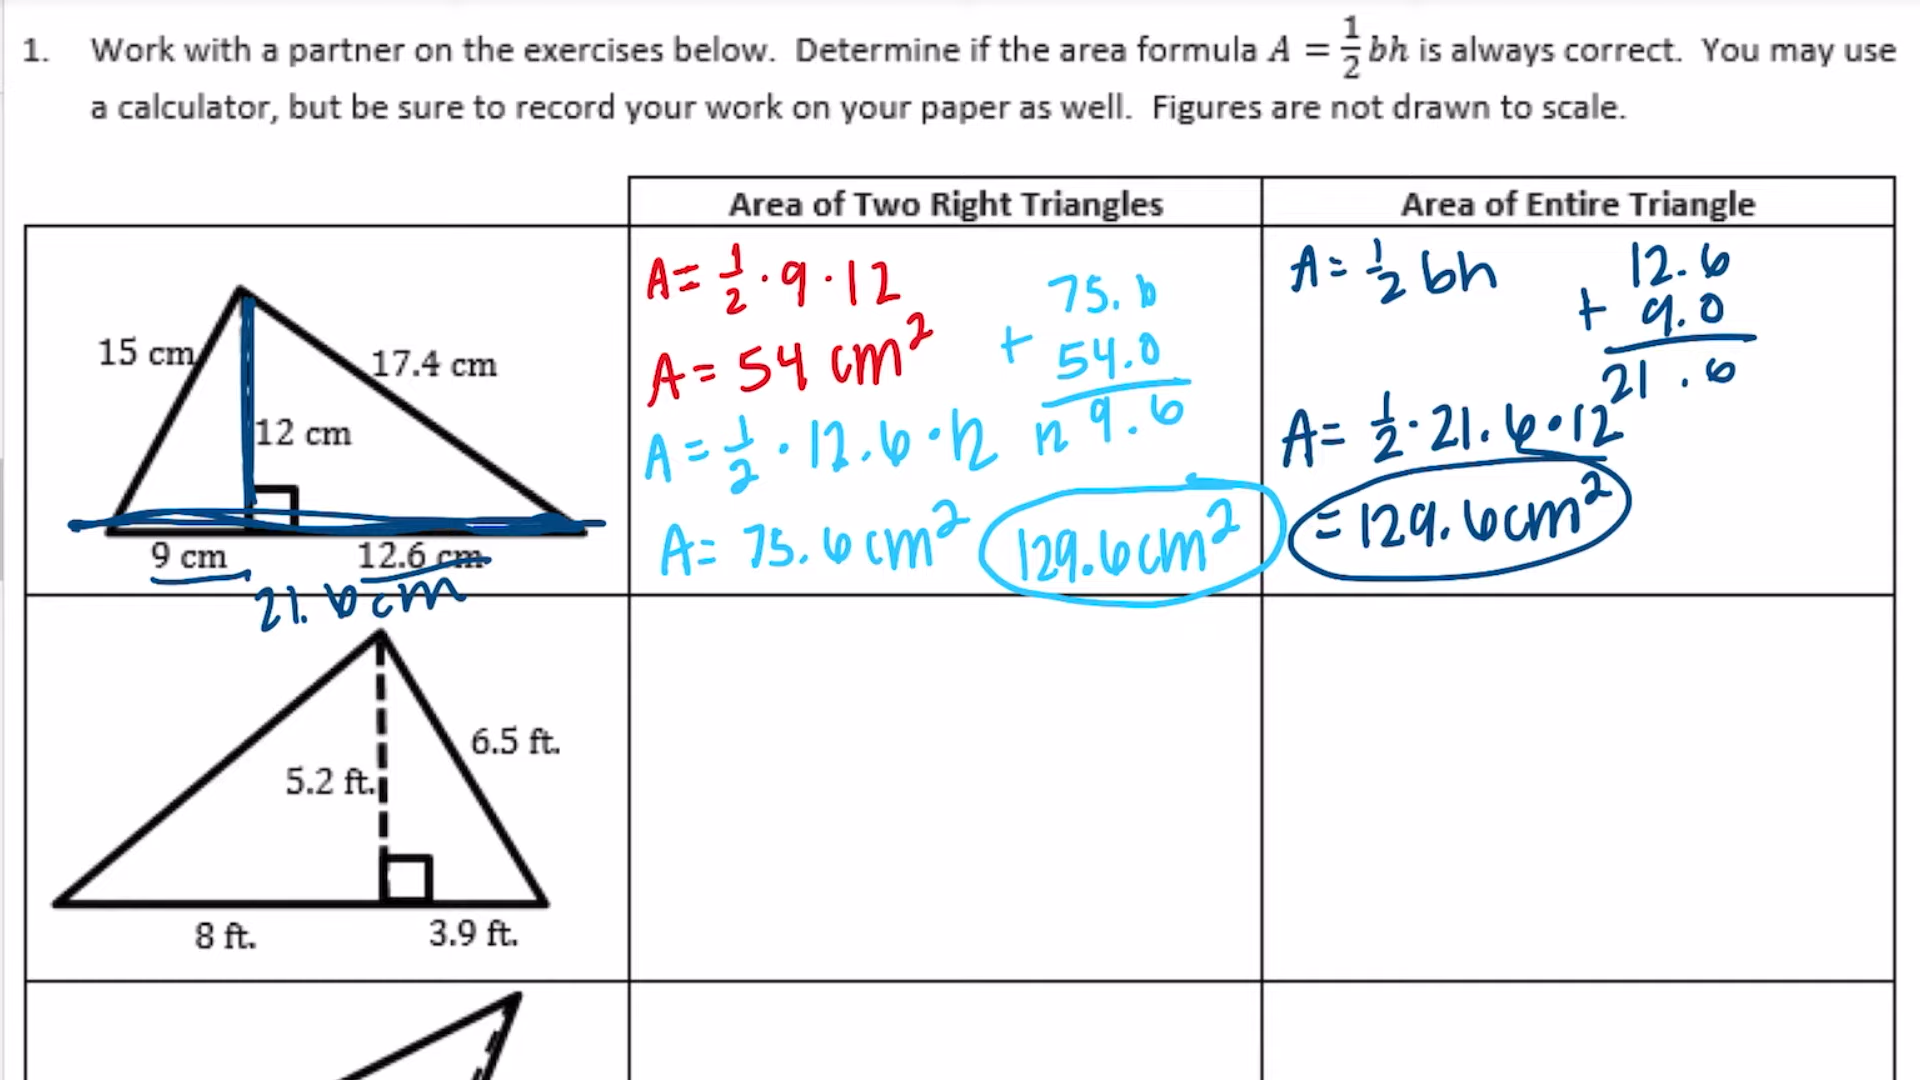 1. Work with a partner on the exercises below. Determine if the area formula A = 1/2 bh is always correct. You may use
a calculator, but be sure to record your work on your paper as well. Figures are not drawn to scale.
Area of Two Right Triangles
Area of Entire Triangle
15 cm
17.4 cm
12 cm
9 cm
12.6 cm
21.6 cm
A = 1/2 · 9 · 12
A = 54 cm²
A = 1/2 · 12.6 · 12
A = 75.6 cm²
75.6
+ 54.0
129.6
129.6 cm²
A = 1/2 bh
12.6
+ 9.0
21.6
A = 1/2 · 21.6 · 12
= 129.6 cm²
5.2 ft.
6.5 ft.
8 ft.
3.9 ft.